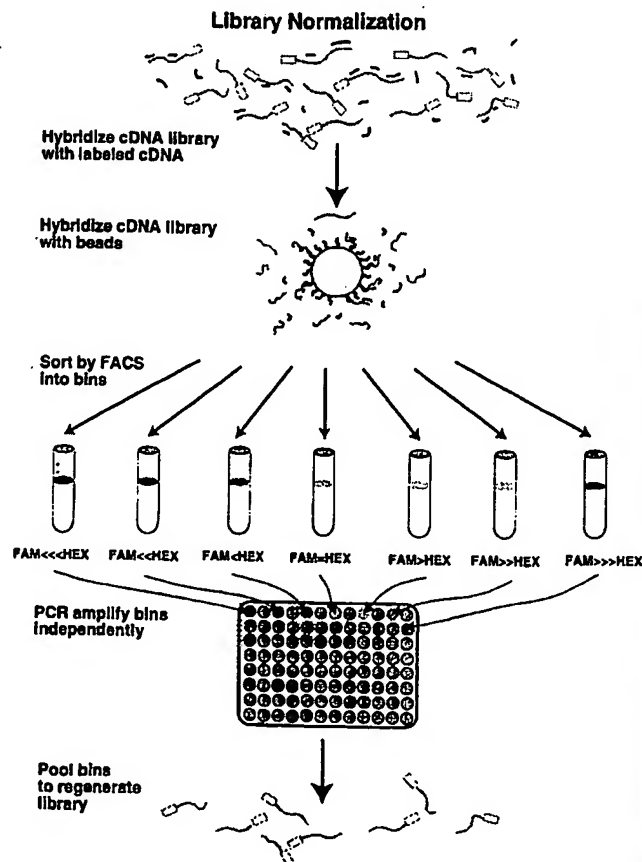 Library Normalization
Hybridize cDNA library
with labeled cDNA
Hybridize cDNA library
with beads
Sort by FACS
into bins
FAM<<<HEX FAM<<HEX FAM<HEX FAM=HEX FAM>HEX FAM>>HEX FAM>>>HEX
PCR amplify bins
independently
Pool bins
to regenerate
library